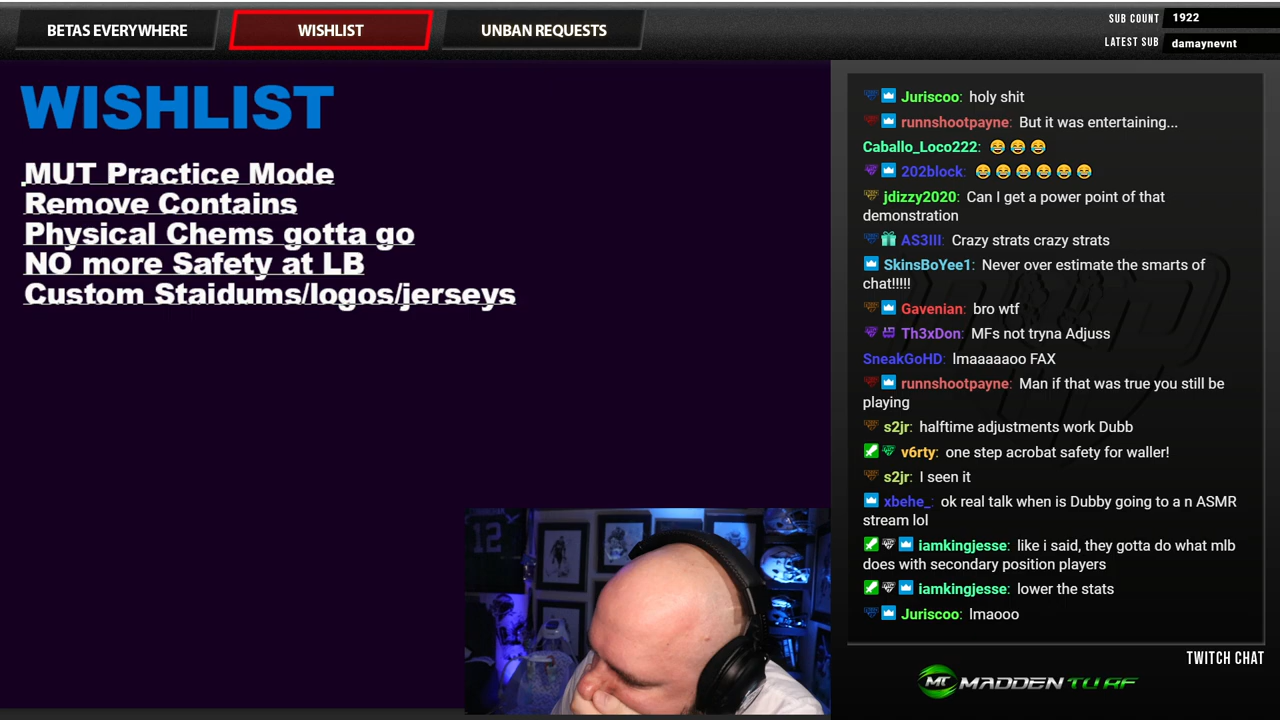 BETAS EVERYWHERE
WISHLIST
UNBAN REQUESTS
SUB COUNT 1922
LATEST SUB damaynevnt
WISHLIST
MUT Practice Mode
Remove Contains
Physical Chems gotta go
NO more Safety at LB
Custom Staidums/logos/jerseys
12
Juriscoo: holy shit
runnshootpayne: But it was entertaining...
Caballo_Loco222: 😂 😂 😂
202block: 😂 😂 😂 😂 😂 😂
jdizzy2020: Can I get a power point of that
demonstration
AS3III: Crazy strats crazy strats
SkinsBoYee1: Never over estimate the smarts of
chat!!!!!
Gavenian: bro wtf
Th3xDon: MFs not tryna Adjuss
SneakGoHD: lmaaaaaoo FAX
runnshootpayne: Man if that was true you still be
playing
s2jr: halftime adjustments work Dubb
v6rty: one step acrobat safety for waller!
s2jr: I seen it
xbehe_: ok real talk when is Dubby going to a n ASMR
stream lol
iamkingjesse: like i said, they gotta do what mlb
does with secondary position players
iamkingjesse: lower the stats
Juriscoo: lmaooo
TWITCH CHAT
MT MADDEN TURF